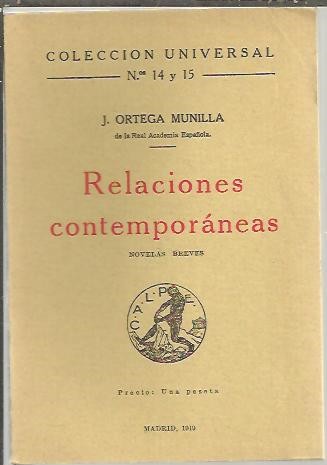 COLECCION UNIVERSAL
N.os 14 y 15
J. ORTEGA MUNILLA
de la Real Academia Española.
Relaciones
contemporáneas
NOVELAS BREVES
CALPE
Precio: Una peseta
MADRID, 1919